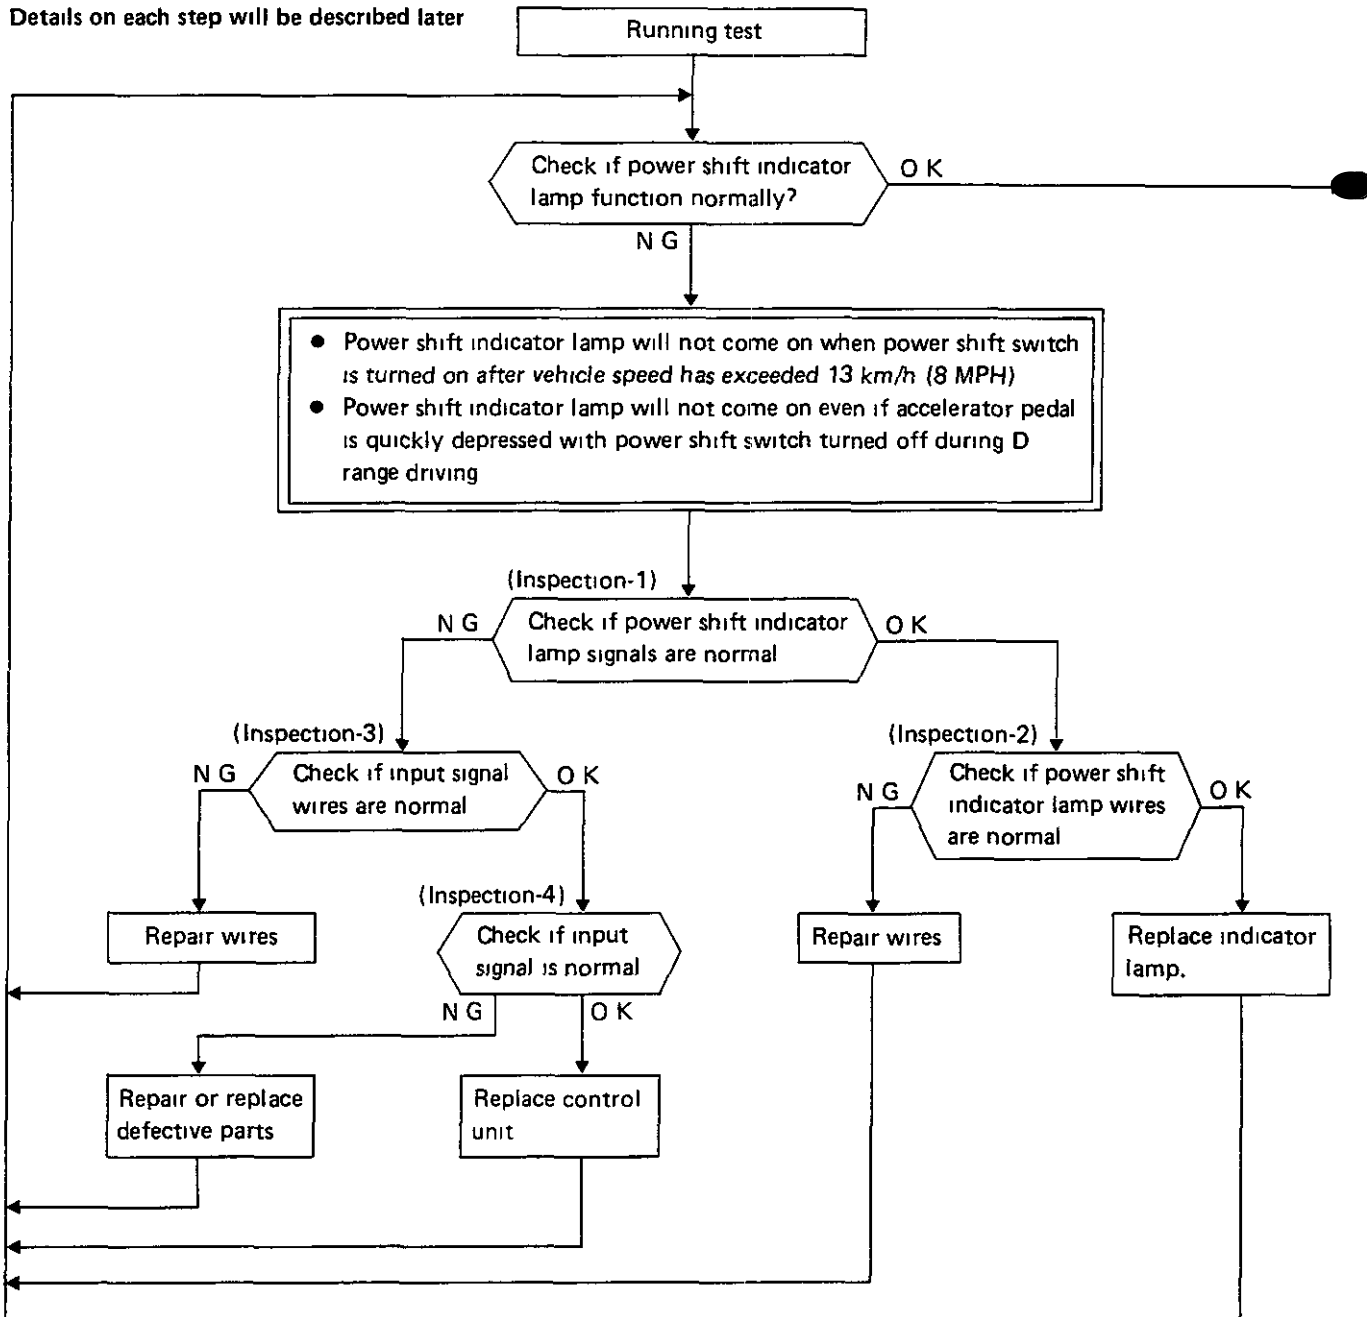 Details on each step will be described later
Running test
Check if power shift indicator
lamp function normally?
O K
N G
● Power shift indicator lamp will not come on when power shift switch
is turned on after vehicle speed has exceeded 13 km/h (8 MPH)
● Power shift indicator lamp will not come on even if accelerator pedal
is quickly depressed with power shift switch turned off during D
range driving
(Inspection-1)
N G
Check if power shift indicator
lamp signals are normal
O K
(Inspection-3)
N G
Check if input signal
wires are normal
O K
(Inspection-2)
N G
Check if power shift
indicator lamp wires
are normal
O K
Repair wires
(Inspection-4)
Check if input
signal is normal
N G
O K
Repair wires
Replace indicator
lamp.
Repair or replace
defective parts
Replace control
unit